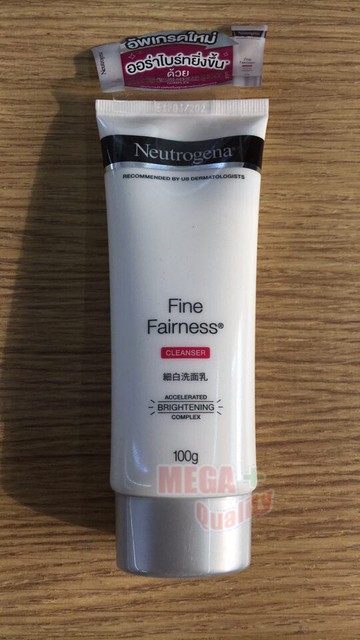 อัพเกรดใหม่
ออร่าไบร์ทยิ่งขึ้น*
ด้วย
Fine
Fairness
Neutrogena®
RECOMMENDED BY US DERMATOLOGISTS
Fine
Fairness®
CLEANSER
細白洗面乳
ACCELERATED
BRIGHTENING
COMPLEX
100g
MEGA
Quality